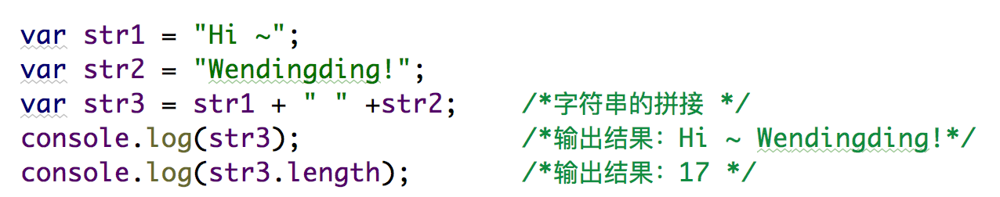 var str1 = "Hi ~";
var str2 = "Wendingding!";
var str3 = str1 + " " +str2; /*字符串的拼接 */
console.log(str3); /*输出结果：Hi ~ Wendingding!*/
console.log(str3.length); /*输出结果：17 */